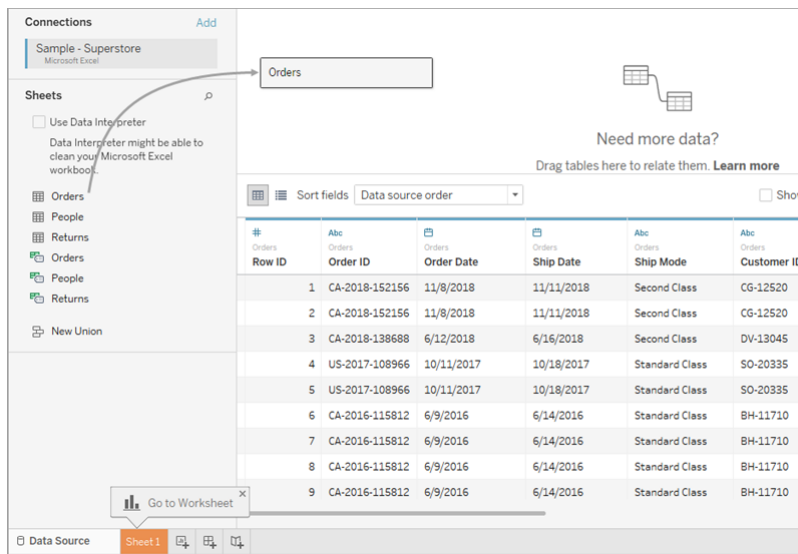 Connections Add
Sample - Superstore
Microsoft Excel
Sheets
Use Data Interpreter
Data Interpreter might be able to
clean your Microsoft Excel
workbook.
Orders
People
Returns
Orders
People
Returns
New Union
Orders
Need more data?
Drag tables here to relate them. Learn more
Sort fields Data source order
# Abc Abc Abc
Orders Orders Orders Orders Orders Orders
Row ID Order ID Order Date Ship Date Ship Mode Customer ID
1 CA-2018-152156 11/8/2018 11/11/2018 Second Class CG-12520
2 CA-2018-152156 11/8/2018 11/11/2018 Second Class CG-12520
3 CA-2018-138688 6/12/2018 6/16/2018 Second Class DV-13045
4 US-2017-108966 10/11/2017 10/18/2017 Standard Class SO-20335
5 US-2017-108966 10/11/2017 10/18/2017 Standard Class SO-20335
6 CA-2016-115812 6/9/2016 6/14/2016 Standard Class BH-11710
7 CA-2016-115812 6/9/2016 6/14/2016 Standard Class BH-11710
8 CA-2016-115812 6/9/2016 6/14/2016 Standard Class BH-11710
9 CA-2016-115812 6/9/2016 6/14/2016 Standard Class BH-11710
Go to Worksheet
Data Source Sheet 1